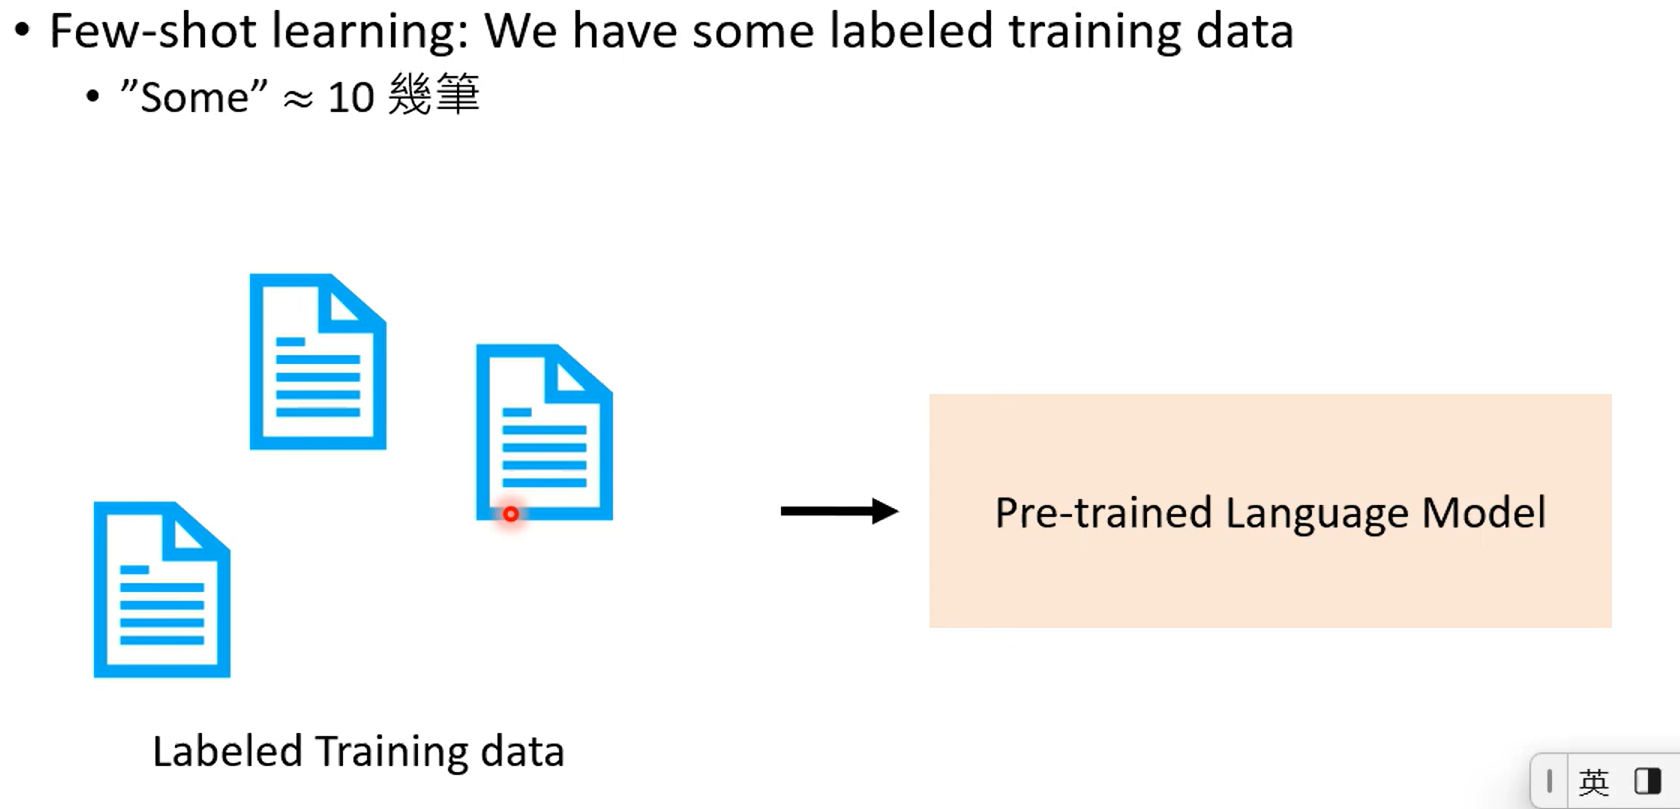 • Few-shot learning: We have some labeled training data
• ”Some” ≈ 10 幾筆
Pre-trained Language Model
Labeled Training data
英